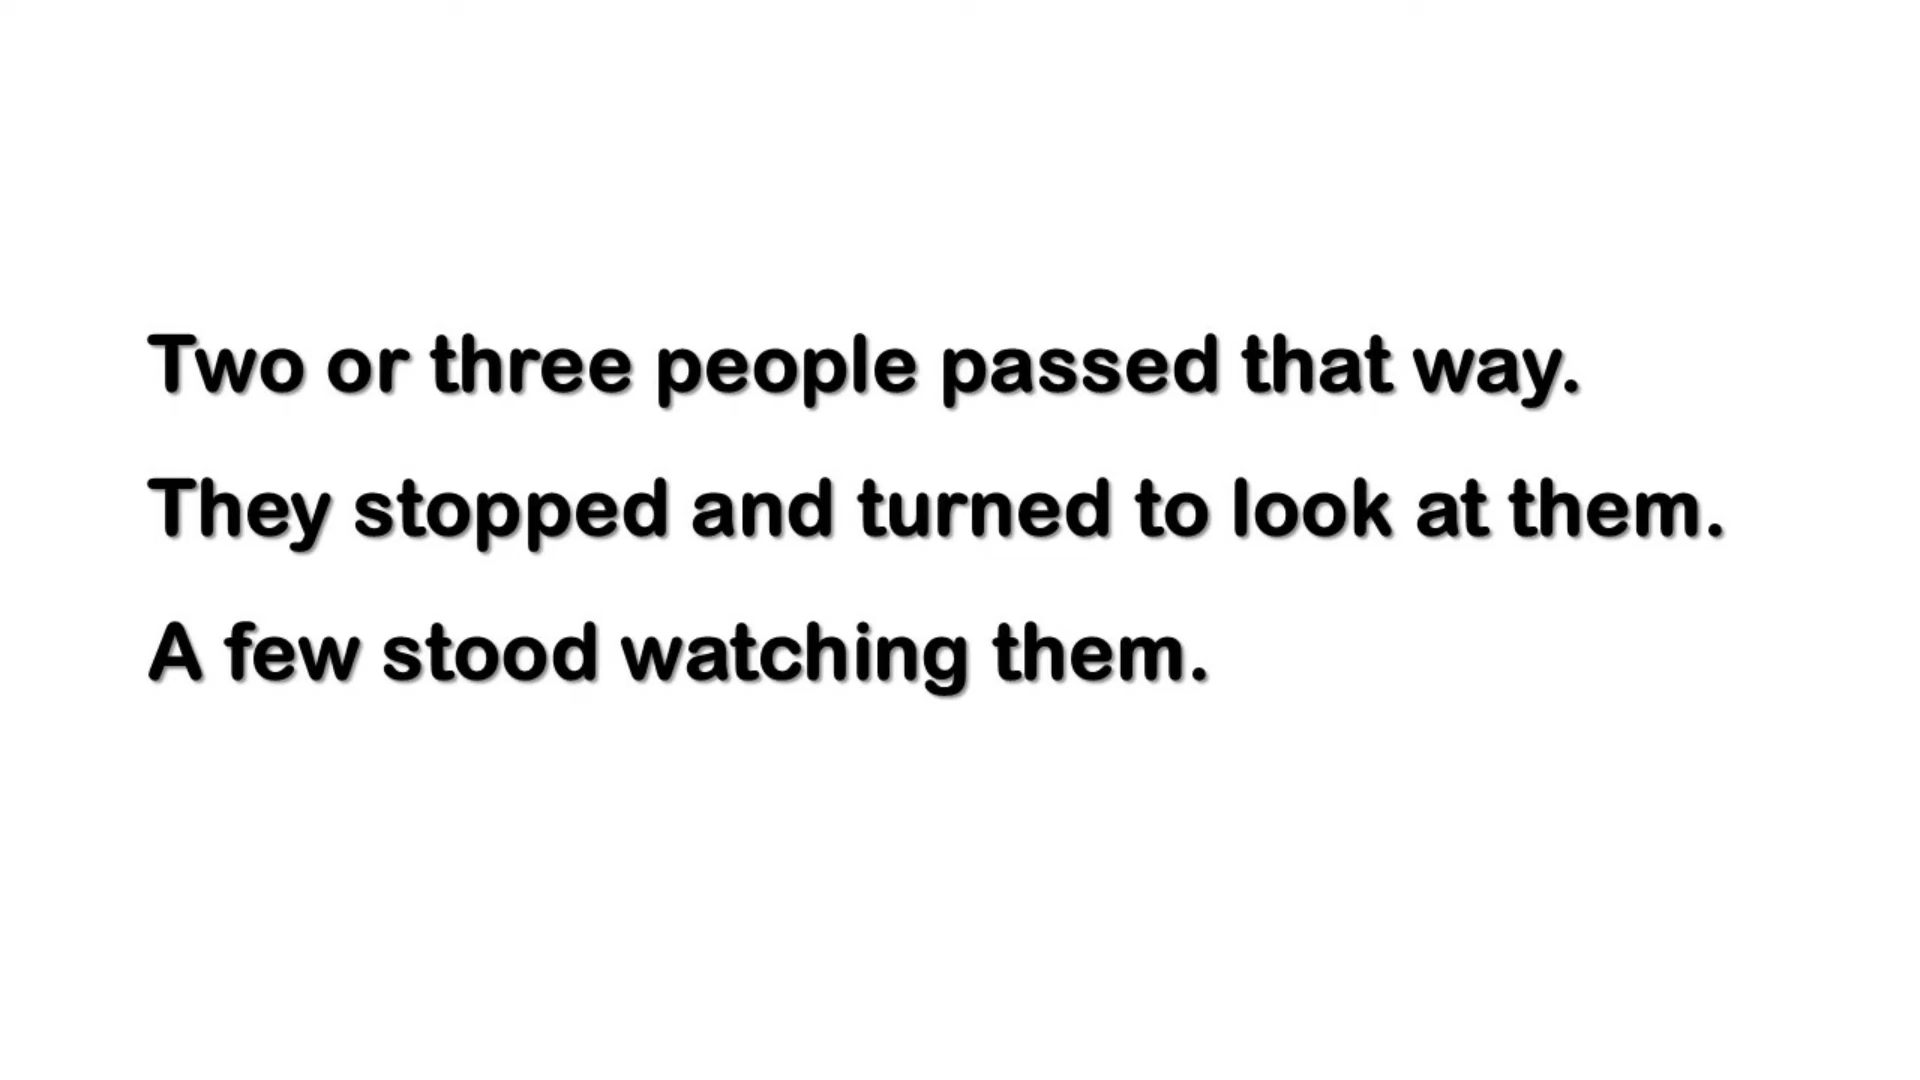 Two or three people passed that way.
They stopped and turned to look at them.
A few stood watching them.